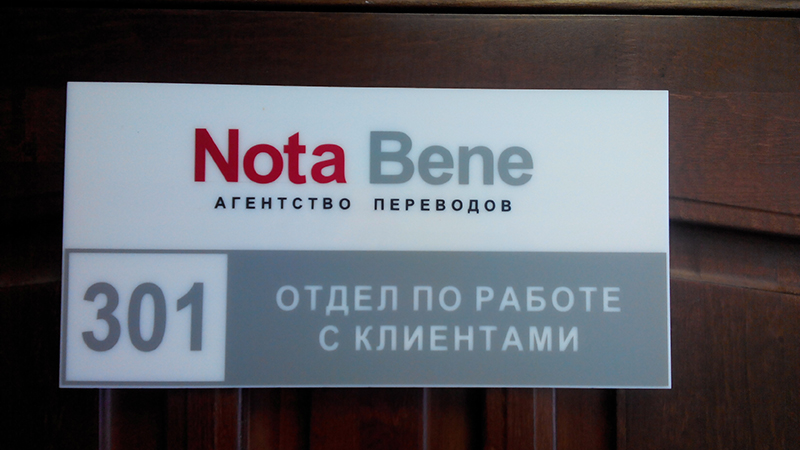 Nota Bene
АГЕНТСТВО ПЕРЕВОДОВ
301
ОТДЕЛ ПО РАБОТЕ
С КЛИЕНТАМИ